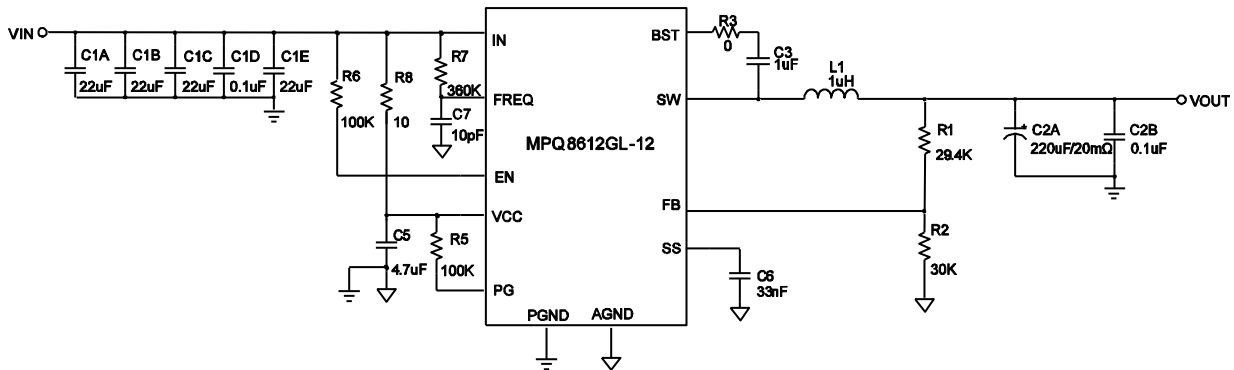 VIN
C1A
22uF
C1B
22uF
C1C
22uF
C1D
0.1uF
C1E
22uF
R6
100K
R8
10
R7
360K
C7
10pF
IN
FREQ
EN
VCC
PG
C5
4.7uF
R5
100K
MPQ8612GL-12
PGND
AGND
BST
SW
FB
SS
R3
0
C3
1uF
L1
1uH
R1
29.4K
R2
30K
C6
33nF
C2A
+
220uF/20mΩ
C2B
0.1uF
VOUT